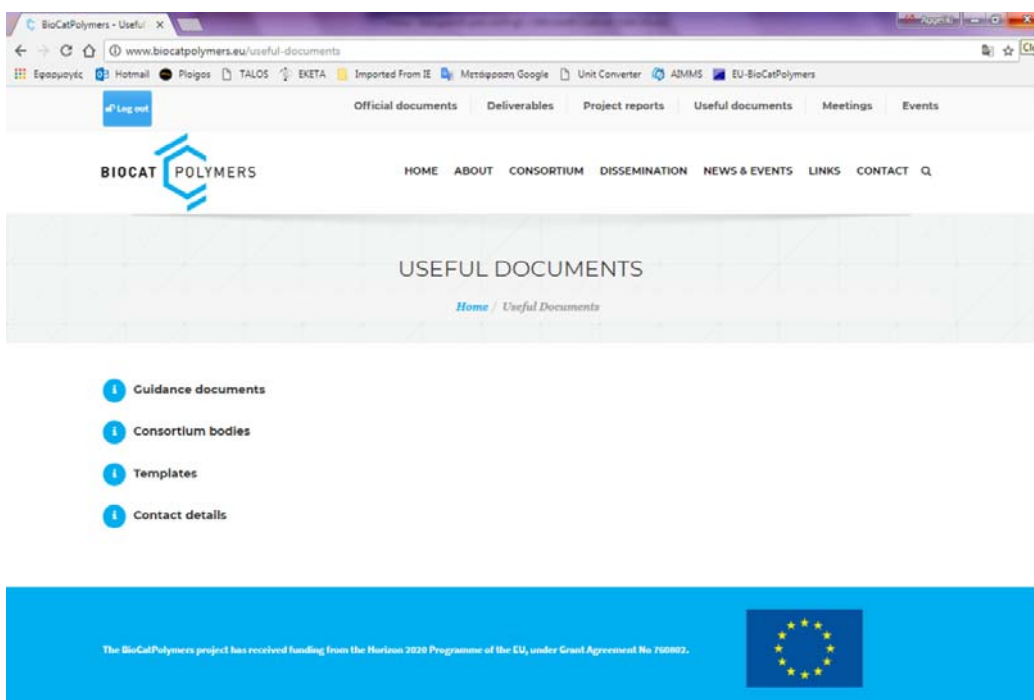 BioCatPolymers - Useful
www.biocatpolymers.eu/useful-documents
Εφαρμογές Hotmail Ploigos TALOS EKETA Imported From IE Μετάφραση Google Unit Converter AIMMS EU-BioCatPolymers
Log out Official documents Deliverables Project reports Useful documents Meetings Events
BIOCAT POLYMERS HOME ABOUT CONSORTIUM DISSEMINATION NEWS & EVENTS LINKS CONTACT
USEFUL DOCUMENTS
Home / Useful Documents
Guidance documents
Consortium bodies
Templates
Contact details
The BioCatPolymers project has received funding from the Horizon 2020 Programme of the EU, under Grant Agreement No 760802.